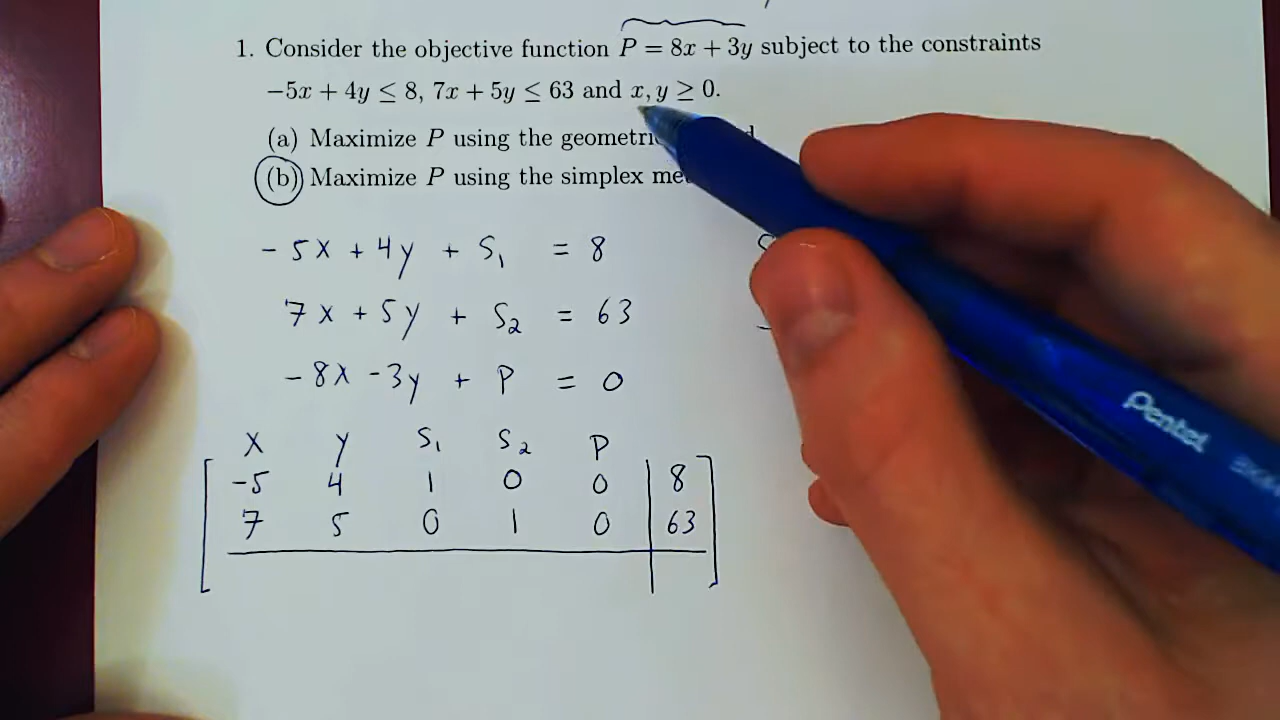 1. Consider the objective function P = 8x + 3y subject to the constraints
−5x + 4y ≤ 8, 7x + 5y ≤ 63 and x, y ≥ 0.
(a) Maximize P using the
(b) Maximize P using the simplex
- 5x + 4y + S₁ = 8
7x + 5y + S₂ = 63
- 8x - 3y + P = 0
x y S₁ S₂ P
-5 4 1 0 0 8
7 5 0 1 0 63
Pentel